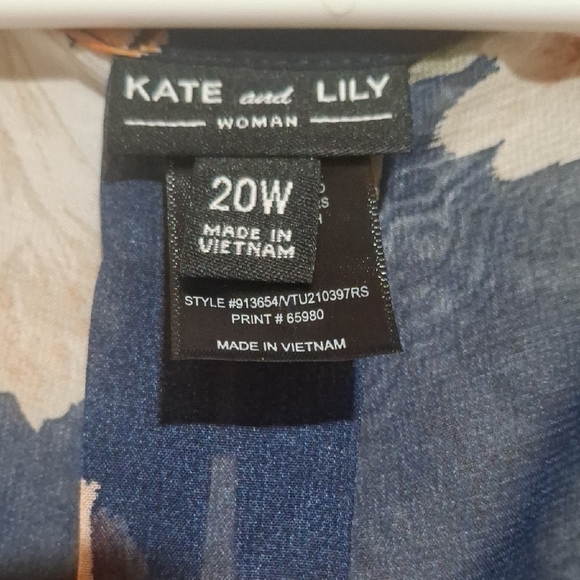 KATE and LILY
WOMAN
20W
MADE IN
VIETNAM
STYLE #913654/VTU210397RS
PRINT # 65980
MADE IN VIETNAM